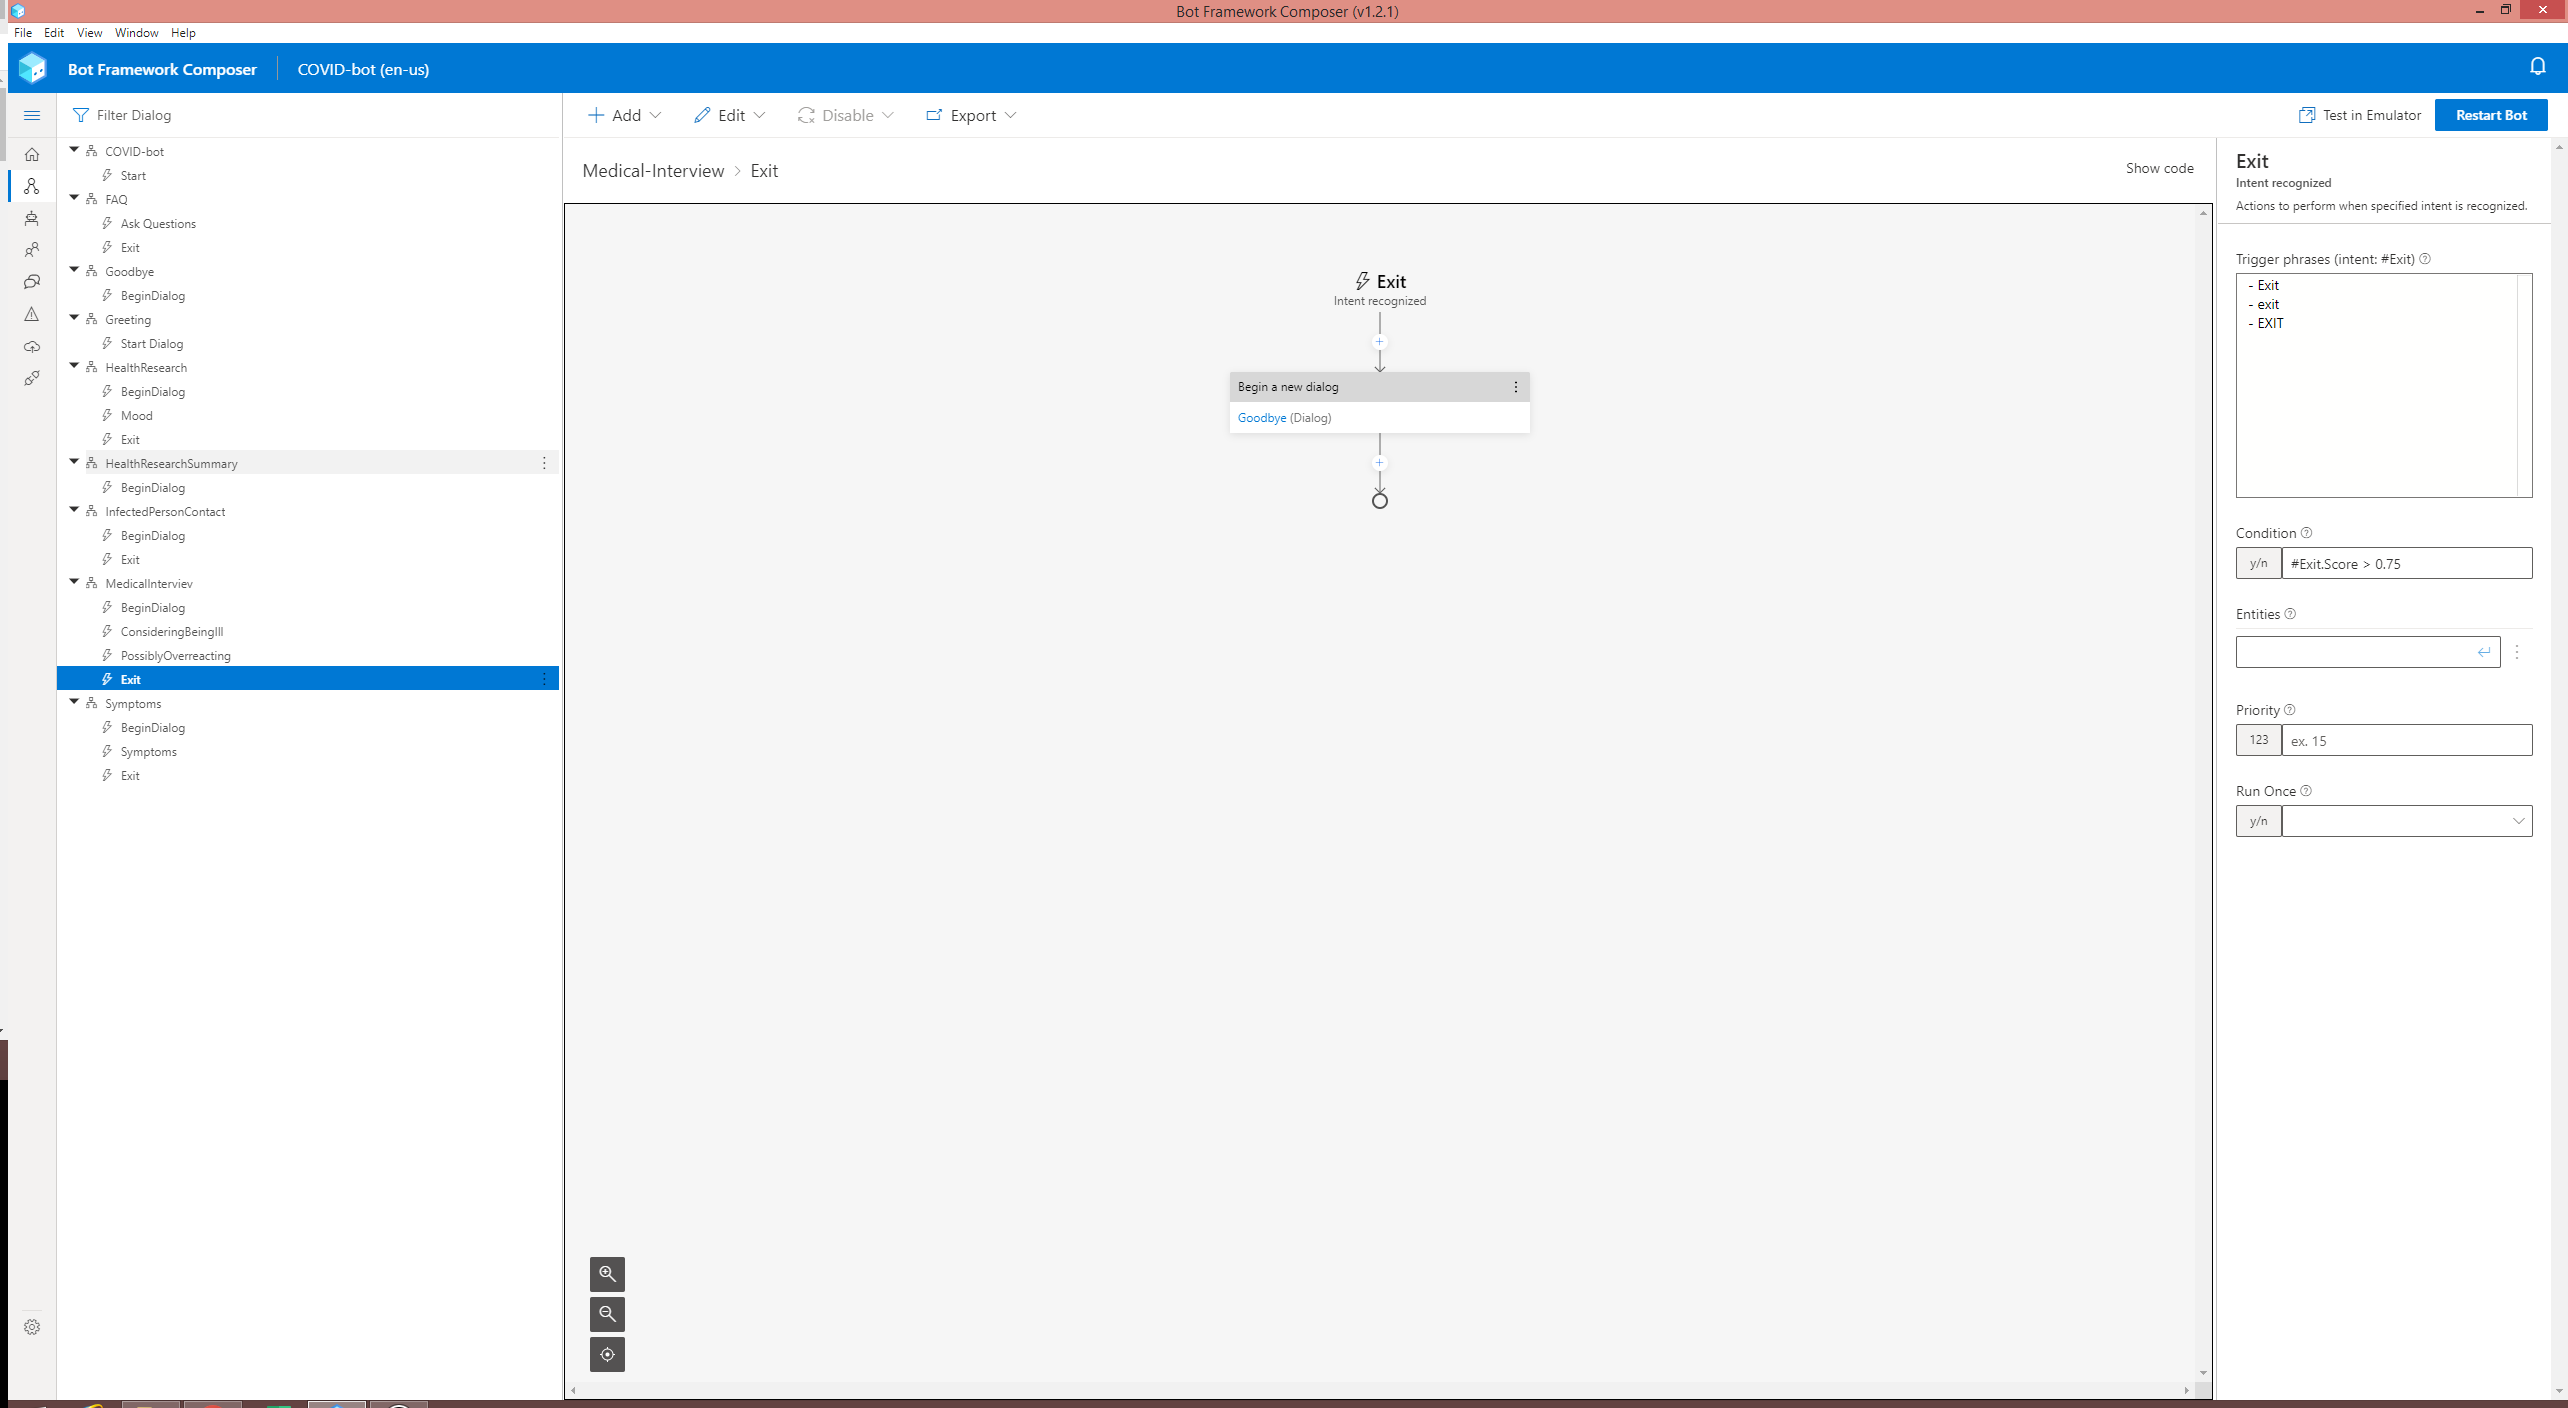 Bot Framework Composer (v1.2.1)
File Edit View Window Help
Bot Framework Composer COVID-bot (en-us)
Filter Dialog
Add Edit Disable Export
Test in Emulator Restart Bot
COVID-bot
Start
FAQ
Ask Questions
Exit
Goodbye
BeginDialog
Greeting
Start Dialog
HealthResearch
BeginDialog
Mood
Exit
HealthResearchSummary
BeginDialog
InfectedPersonContact
BeginDialog
Exit
MedicalInterviev
BeginDialog
ConsideringBeingIll
PossiblyOverreacting
Exit
Symptoms
BeginDialog
Symptoms
Exit
Medical-Interview > Exit
Show code
Exit
Intent recognized
Begin a new dialog
Goodbye (Dialog)
Exit
Intent recognized
Actions to perform when specified intent is recognized.
Trigger phrases (intent: #Exit)
- Exit
- exit
- EXIT
Condition
y/n #Exit.Score > 0.75
Entities
Priority
123 ex. 15
Run Once
y/n